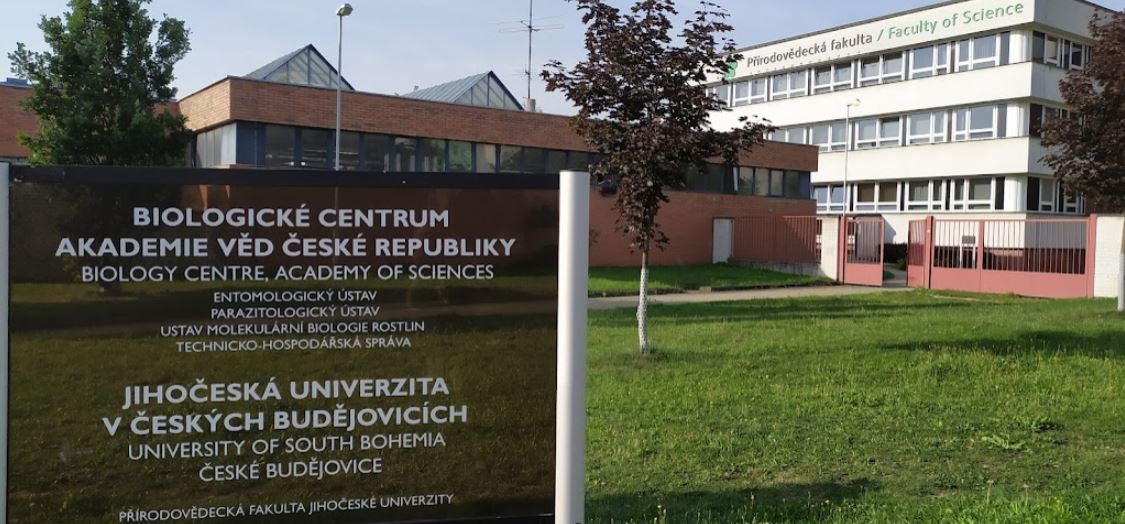 Přírodovědecká fakulta / Faculty of Science
BIOLOGICKÉ CENTRUM
AKADEMIE VĚD ČESKÉ REPUBLIKY
BIOLOGY CENTRE, ACADEMY OF SCIENCES
ENTOMOLOGICKÝ ÚSTAV
PARAZITOLOGICKÝ ÚSTAV
USTAV MOLEKULÁRNÍ BIOLOGIE ROSTLIN
TECHNICKO-HOSPODÁŘSKÁ SPRÁVA
JIHOČESKÁ UNIVERZITA
V ČESKÝCH BUDĚJOVICÍCH
UNIVERSITY OF SOUTH BOHEMIA
ČESKÉ BUDĚJOVICE
PŘÍRODOVĚDECKÁ FAKULTA JIHOČESKÉ UNIVERZITY